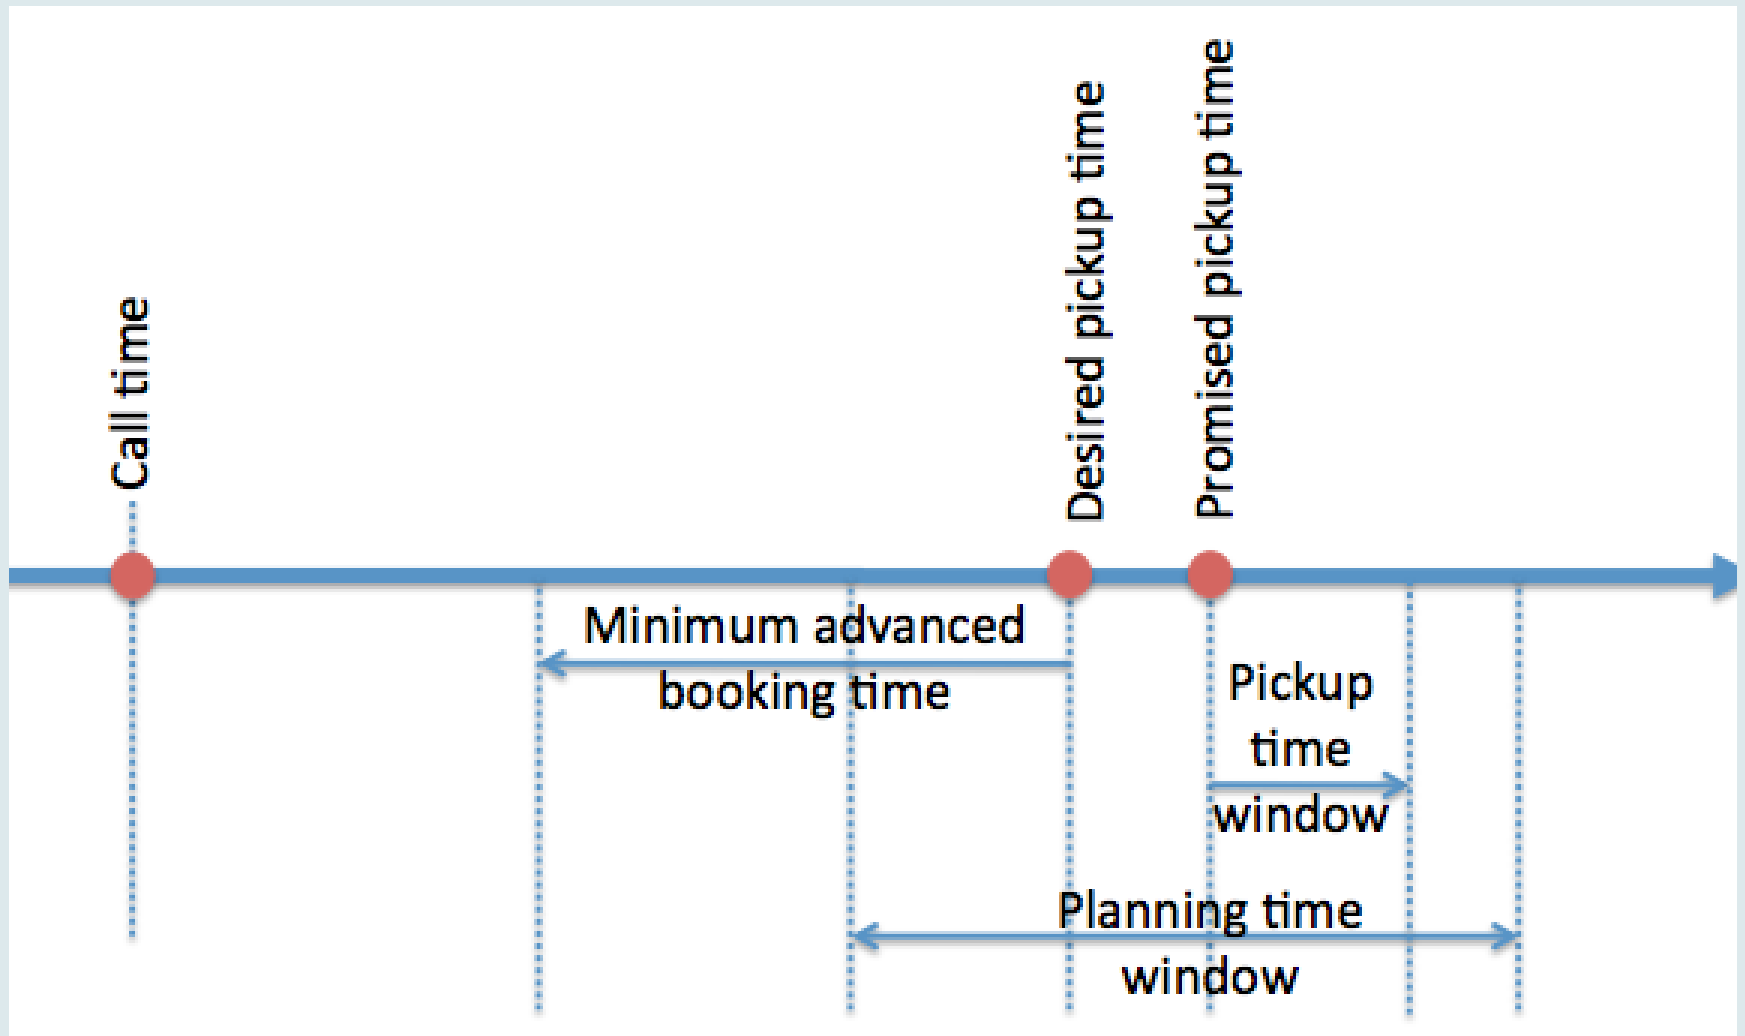 Call time
Desired pickup time
Promised pickup time
Minimum advanced
booking time
Pickup
time
window
Planning time
window